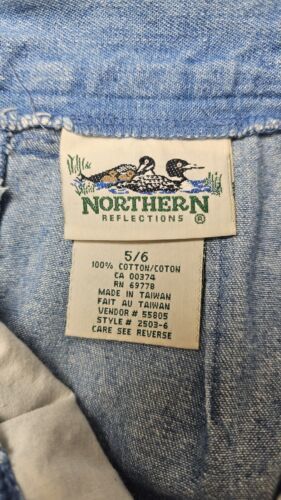 NORTHERN
REFLECTIONS ®
5/6
100% COTTON/COTON
CA 00374
RN 69778
MADE IN TAIWAN
FAIT AU TAIWAN
VENDOR # 55805
STYLE # 2503-6
CARE SEE REVERSE